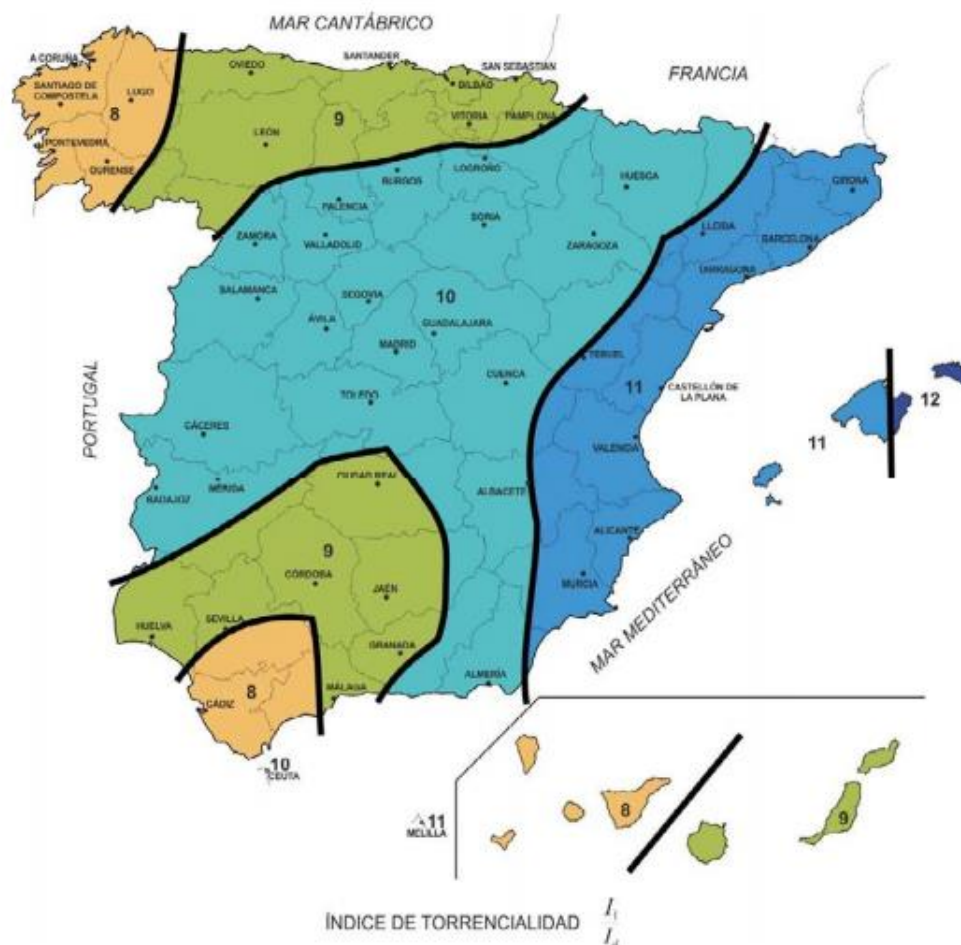 MAR CANTÁBRICO
A CORUÑA
OVIEDO
SANTANDER
SAN SEBASTIÁN
FRANCIA
SANTIAGO DE
COMPOSTELA
LUGO
BILBAO
8
9
PONTEVEDRA
LEÓN
VITORIA
PAMPLONA
OURENSE
LOGROÑO
BURGOS
HUESCA
GIRONA
PALENCIA
SORIA
ZAMORA
VALLADOLID
ZARAGOZA
LLEIDA
BARCELONA
TARRAGONA
SALAMANCA
SEGOVIA
10
ÁVILA
GUADALAJARA
MADRID
TERUEL
PORTUGAL
CUENCA
11
CASTELLÓN DE
LA PLANA
12
TOLEDO
CÁCERES
VALENCIA
11
MÉRIDA
BADAJOZ
CIUDAD REAL
ALBACETE
ALICANTE
9
CÓRDOBA
MURCIA
JAÉN
MAR MEDITERRÁNEO
HUELVA
SEVILLA
GRANADA
ALMERÍA
MÁLAGA
8
CÁDIZ
10
CEUTA
11
MELILLA
8
9
ÍNDICE DE TORRENCIALIDAD